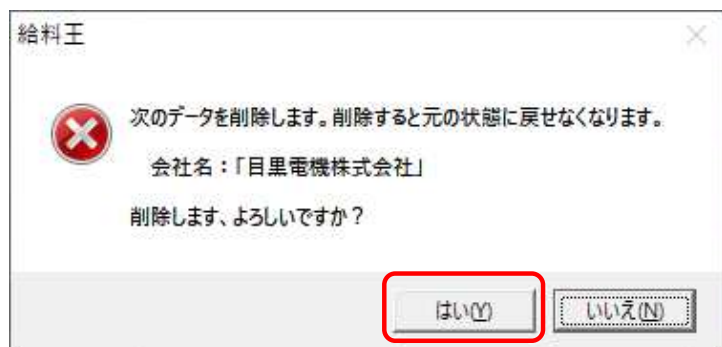 給料王
次のデータを削除します。削除すると元の状態に戻せなくなります。
会社名：「目黒電機株式会社」
削除します、よろしいですか？
はい(Y) いいえ(N)